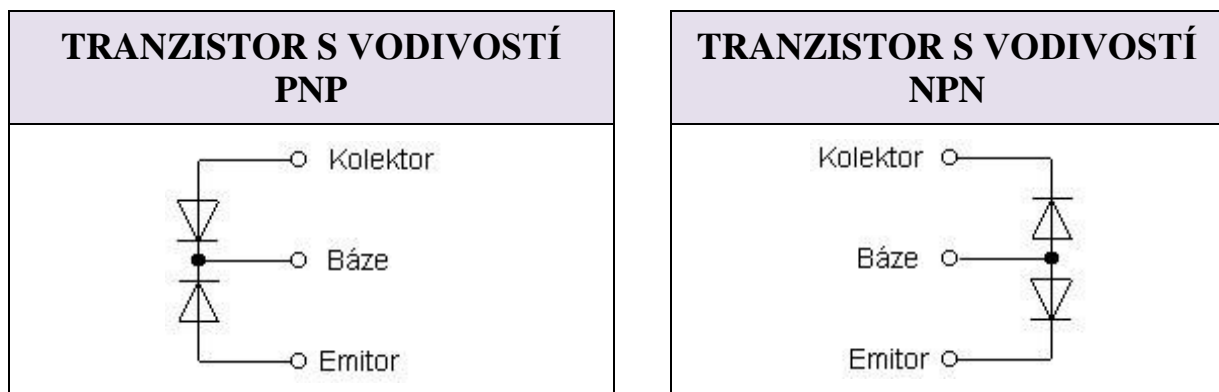 TRANZISTOR S VODIVOSTÍ
PNP
Kolektor
Báze
Emitor
TRANZISTOR S VODIVOSTÍ
NPN
Kolektor
Báze
Emitor